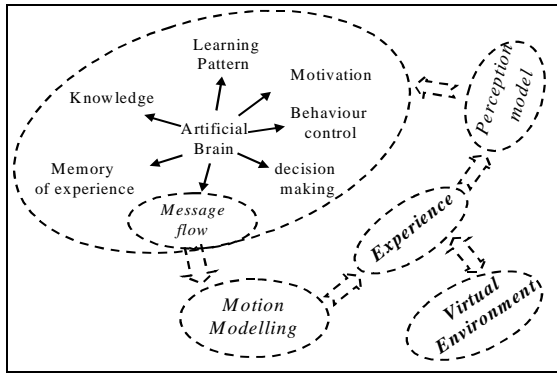 Learning
Pattern
Motivation
Knowledge
Behaviour
control
Artificial
Brain
Memory
of experience
decision
making
Message
flow
Motion
Modelling
Experience
Perception
model
Virtual
Environment